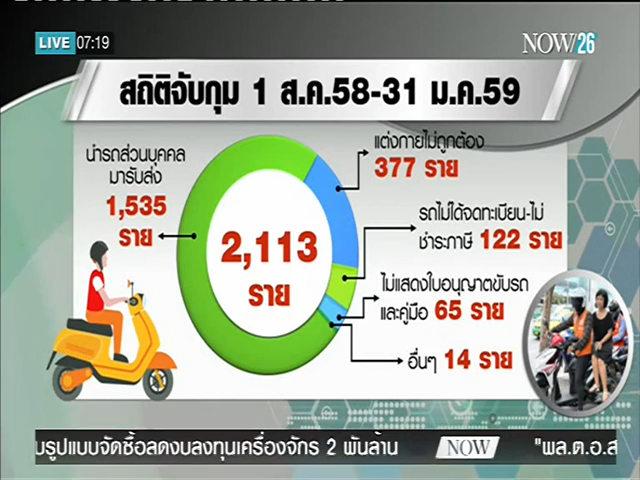 LIVE 07:19
NOW/26
สถิติจับกุม 1 ส.ค.58-31 ม.ค.59
นำรถส่วนบุคคล
มารับส่ง
1,535
ราย
2,113
ราย
แต่งกายไม่ถูกต้อง
377 ราย
รถไม่ได้จดทะเบียน-ไม่
ชำระภาษี 122 ราย
ไม่แสดงใบอนุญาตขับรถ
และคู่มือ 65 ราย
อื่นๆ 14 ราย
บรูปแบบจัดซื้อลดงบลงทุนเครื่องจักร 2 พันล้าน NOW "พล.ต.อ.ส